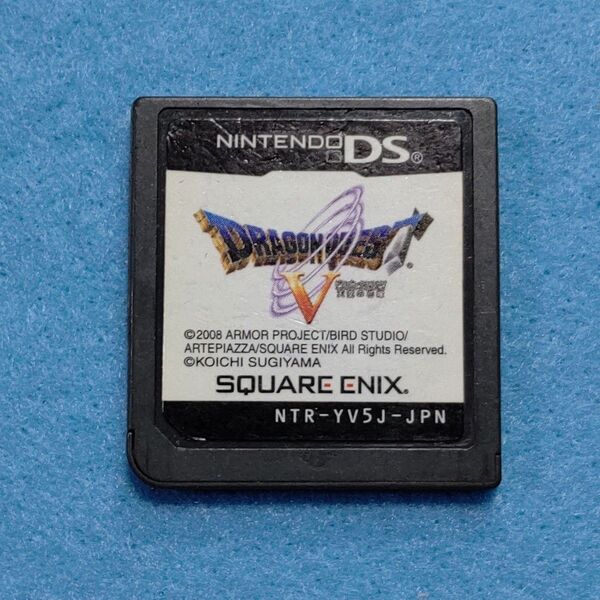 NINTENDO DS®
DRAGON QUEST®
V
©2008 ARMOR PROJECT/BIRD STUDIO/
ARTEPIAZZA/SQUARE ENIX All Rights Reserved.
©KOICHI SUGIYAMA
SQUARE ENIX®
NTR-YV5J-JPN